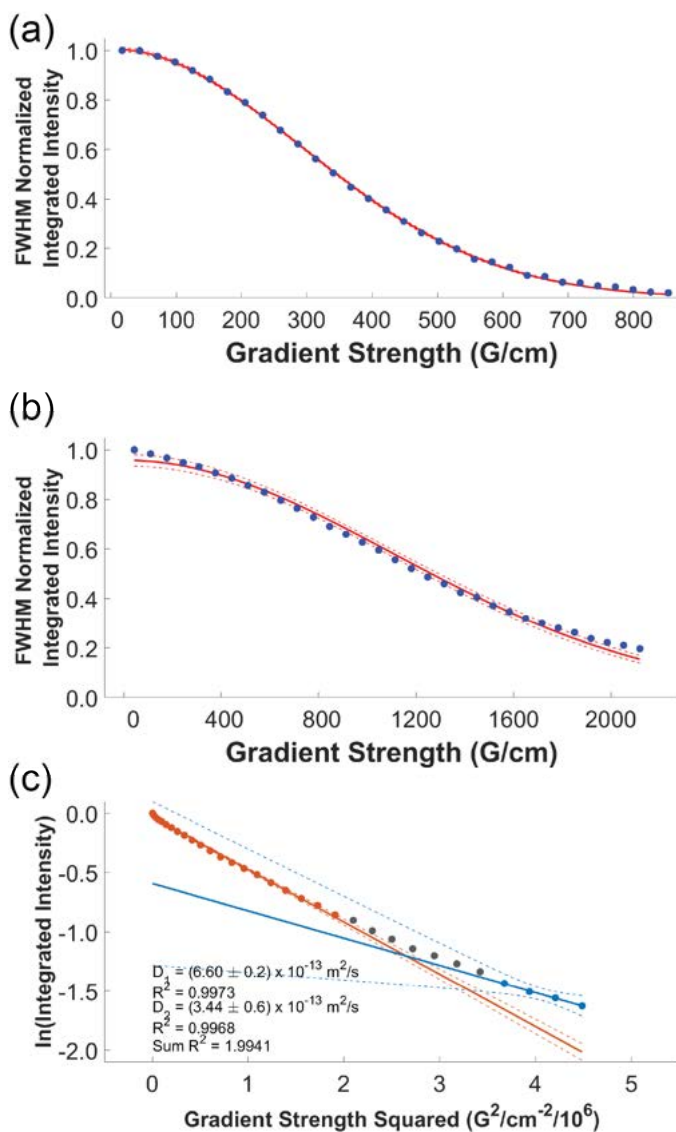 (a)
FWHM Normalized
Integrated Intensity
1.0
0.8
0.6
0.4
0.2
0.0
0 100 200 300 400 500 600 700 800
Gradient Strength (G/cm)
(b)
FWHM Normalized
Integrated Intensity
1.0
0.8
0.6
0.4
0.2
0.0
0 400 800 1200 1600 2000
Gradient Strength (G/cm)
(c)
ln(Integrated Intensity)
0.0
-0.5
-1.0
-1.5
-2.0
D₁ = (6.60 ± 0.2) x 10⁻¹³ m²/s
R² = 0.9973
D₂ = (3.44 ± 0.6) x 10⁻¹³ m²/s
R² = 0.9968
Sum R² = 1.9941
0 1 2 3 4 5
Gradient Strength Squared (G²/cm⁻²/10⁶)